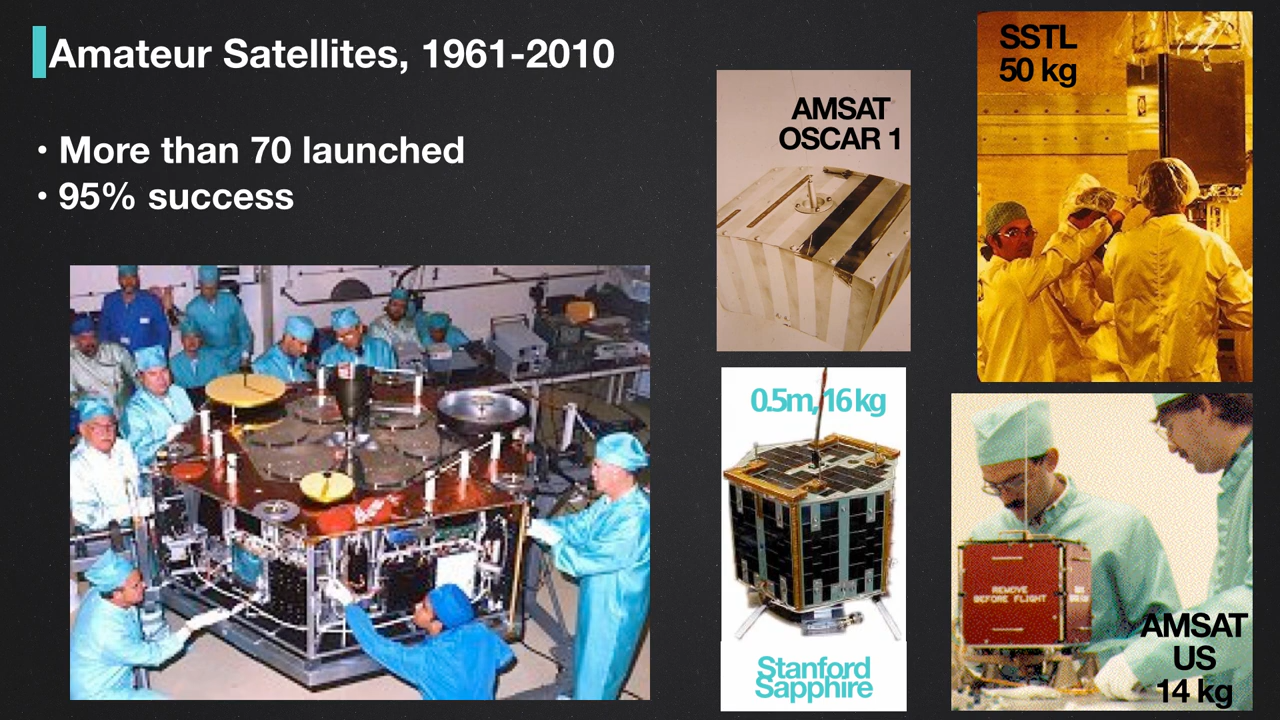 Amateur Satellites, 1961-2010
• More than 70 launched
• 95% success
AMSAT
OSCAR 1
SSTL
50 kg
0.5m, 16 kg
Stanford
Sapphire
REMOVE
BEFORE FLIGHT
AMSAT
US
14 kg